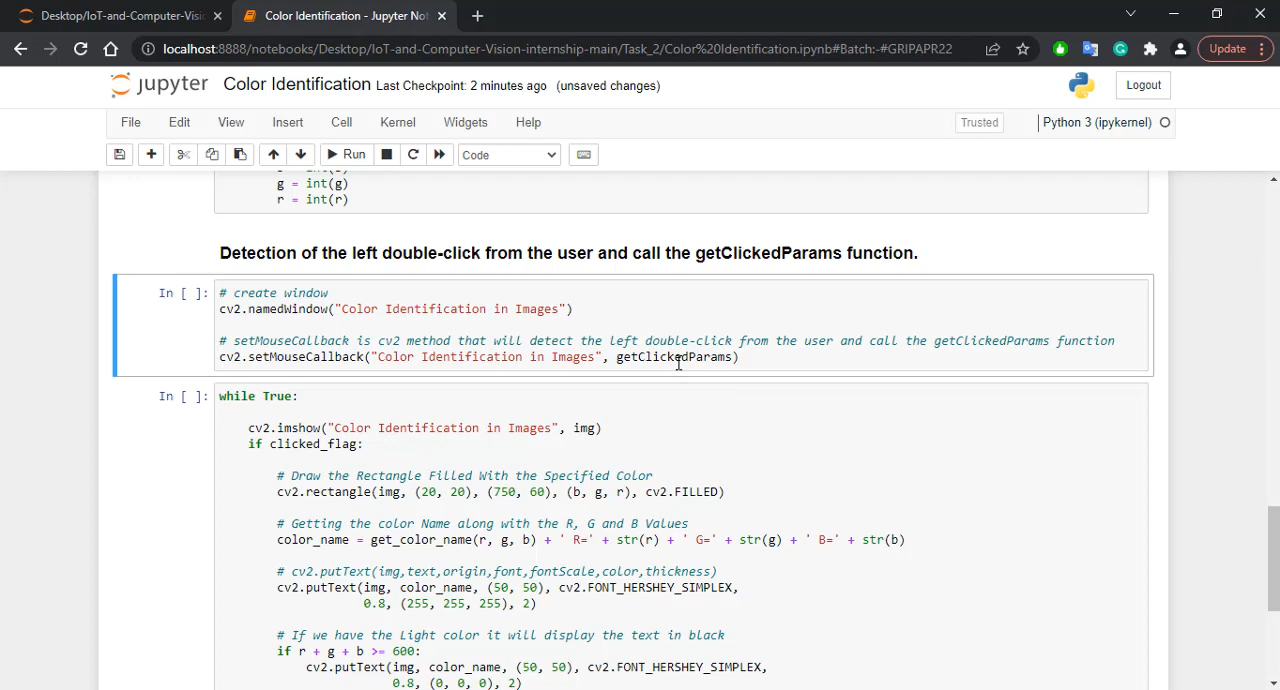 Desktop/IoT-and-Computer-Visi
Color Identification - Jupyter Not
localhost:8888/notebooks/Desktop/IoT-and-Computer-Vision-internship-main/Task_2/Color%20Identification.ipynb#Batch:-#GRIPAPR22
Update
jupyter Color Identification Last Checkpoint: 2 minutes ago (unsaved changes)
Logout
File Edit View Insert Cell Kernel Widgets Help
Trusted
Python 3 (ipykernel)
Run
Code
g = int(g)
r = int(r)
Detection of the left double-click from the user and call the getClickedParams function.
In [ ]:
# create window
cv2.namedWindow("Color Identification in Images")
# setMouseCallback is cv2 method that will detect the left double-click from the user and call the getClickedParams function
cv2.setMouseCallback("Color Identification in Images", getClickedParams)
In [ ]:
while True:
cv2.imshow("Color Identification in Images", img)
if clicked_flag:
# Draw the Rectangle Filled With the Specified Color
cv2.rectangle(img, (20, 20), (750, 60), (b, g, r), cv2.FILLED)
# Getting the color Name along with the R, G and B Values
color_name = get_color_name(r, g, b) + ' R=' + str(r) + ' G=' + str(g) + ' B=' + str(b)
# cv2.putText(img,text,origin,font,fontScale,color,thickness)
cv2.putText(img, color_name, (50, 50), cv2.FONT_HERSHEY_SIMPLEX,
0.8, (255, 255, 255), 2)
# If we have the Light color it will display the text in black
if r + g + b >= 600:
cv2.putText(img, color_name, (50, 50), cv2.FONT_HERSHEY_SIMPLEX,
0.8, (0, 0, 0), 2)